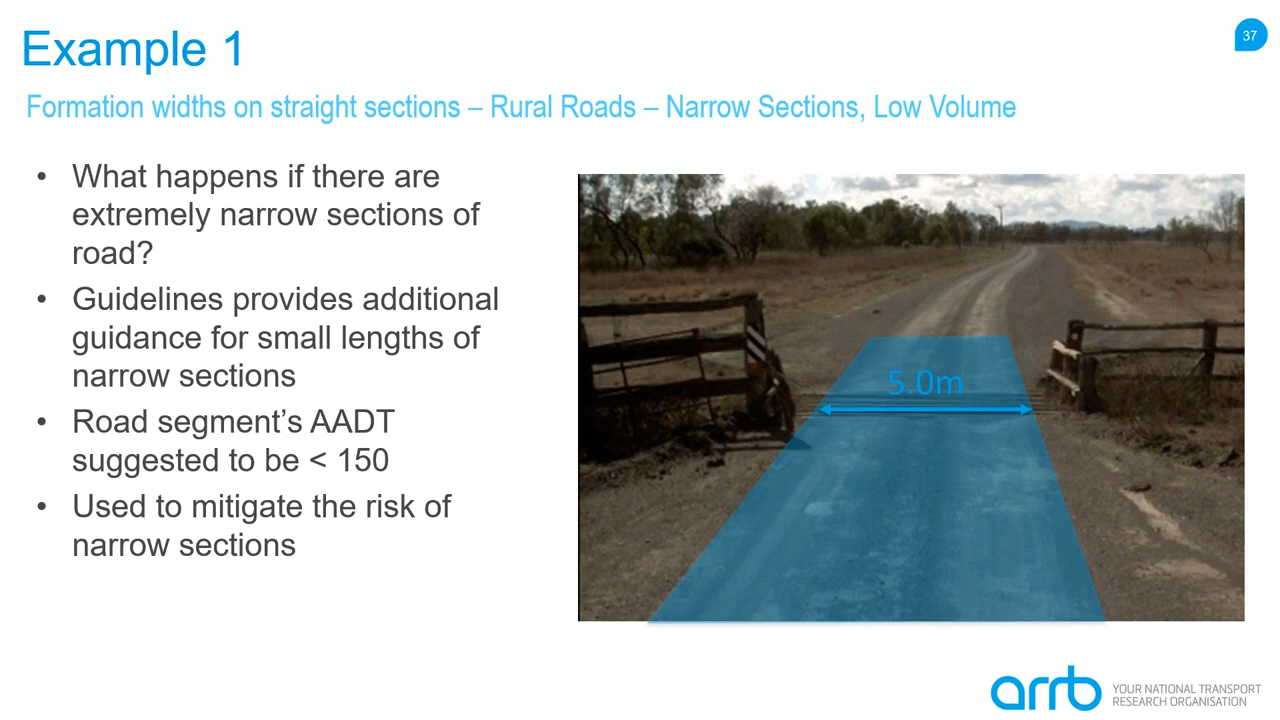 Example 1
37
Formation widths on straight sections – Rural Roads – Narrow Sections, Low Volume
• What happens if there are
extremely narrow sections of
road?
• Guidelines provides additional
guidance for small lengths of
narrow sections
• Road segment’s AADT
suggested to be < 150
• Used to mitigate the risk of
narrow sections
5.0m
arrb
YOUR NATIONAL TRANSPORT
RESEARCH ORGANISATION